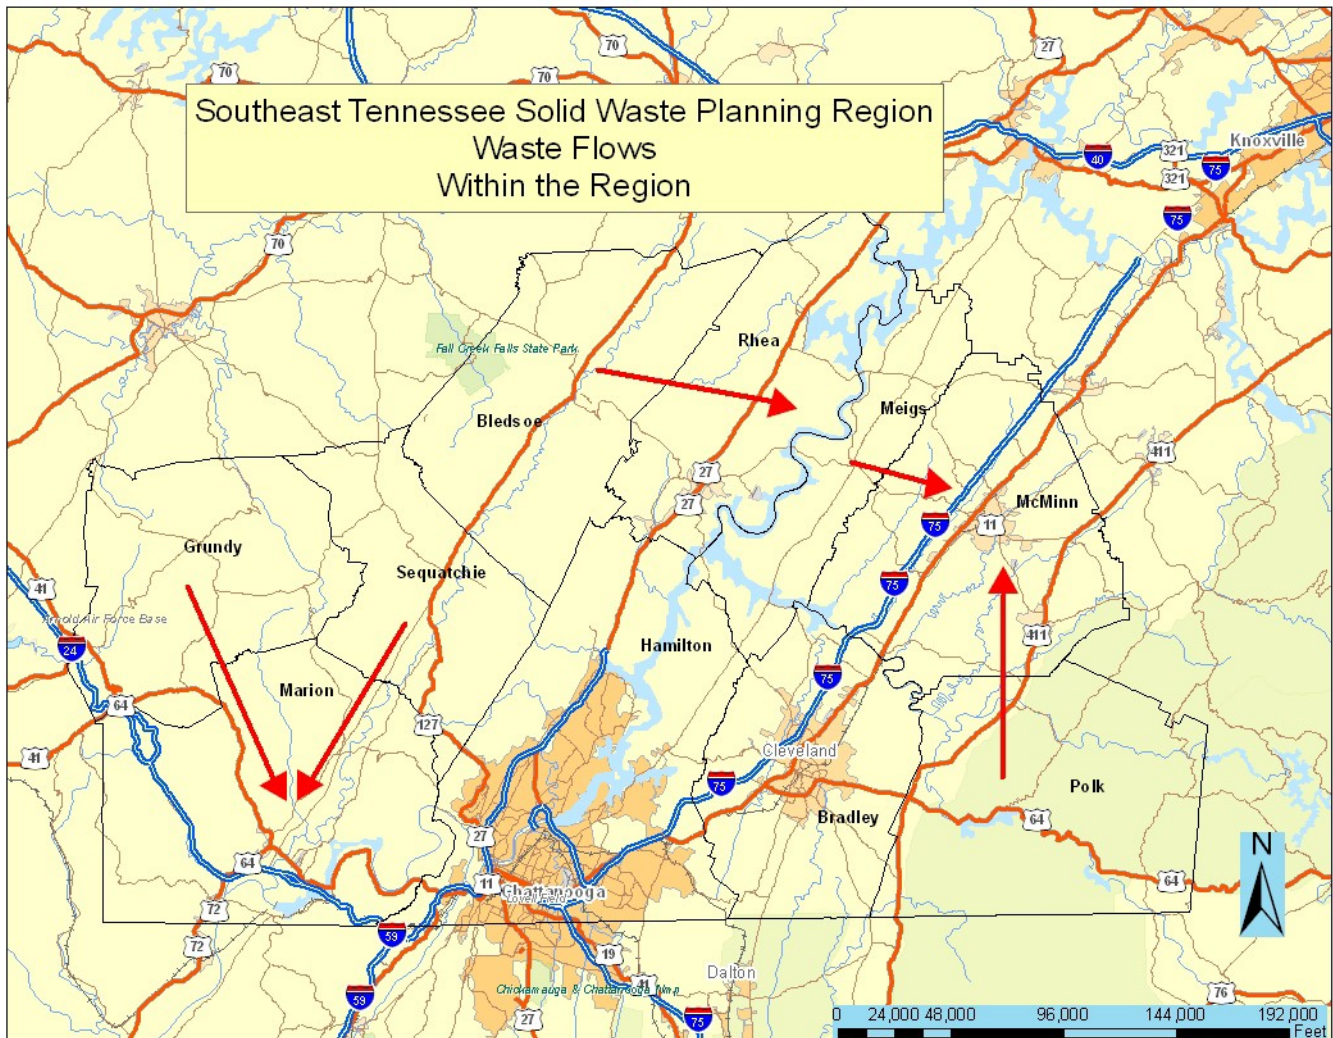 70
27
70
70
Southeast Tennessee Solid Waste Planning Region
Waste Flows
Within the Region
321
40
321
75
Knoxville
75
70
Rhea
Fall Creek Falls State Park
Meigs
Bledsoe
411
27
27
McMinn
75
11
Grundy
Sequatchie
75
41
Arnold Air Force Base
24
411
Hamilton
75
Marion
64
127
41
Cleveland
75
Polk
Bradley
64
27
N
64
11
Chattanooga
Lovell Field
64
72
59
72
19
Dalton
41
Chickamauga & Chattanooga Nmp
59
76
75
27
0 24,000 48,000 96,000 144,000 192,000
Feet